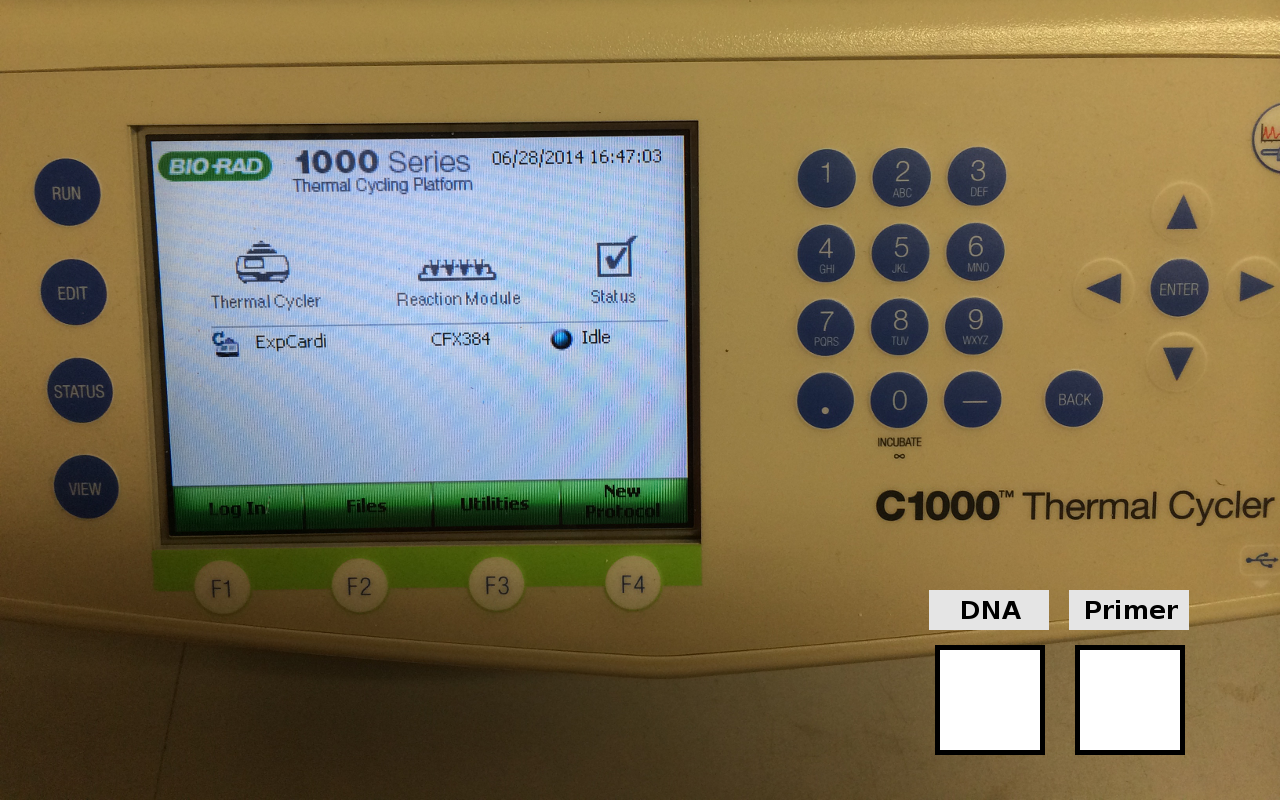 BIO-RAD
1000 Series
Thermal Cycling Platform
06/28/2014 16:47:03
Thermal Cycler
Reaction Module
Status
ExpCardi
CFX384
Idle
Log In
Files
Utilities
New
Protocol
F1
F2
F3
F4
RUN
EDIT
STATUS
VIEW
1
2
ABC
3
DEF
4
GHI
5
JKL
6
MNO
7
PQRS
8
TUV
9
WXYZ
.
0
—
INCUBATE
∞
ENTER
BACK
C1000™ Thermal Cycler
DNA
Primer